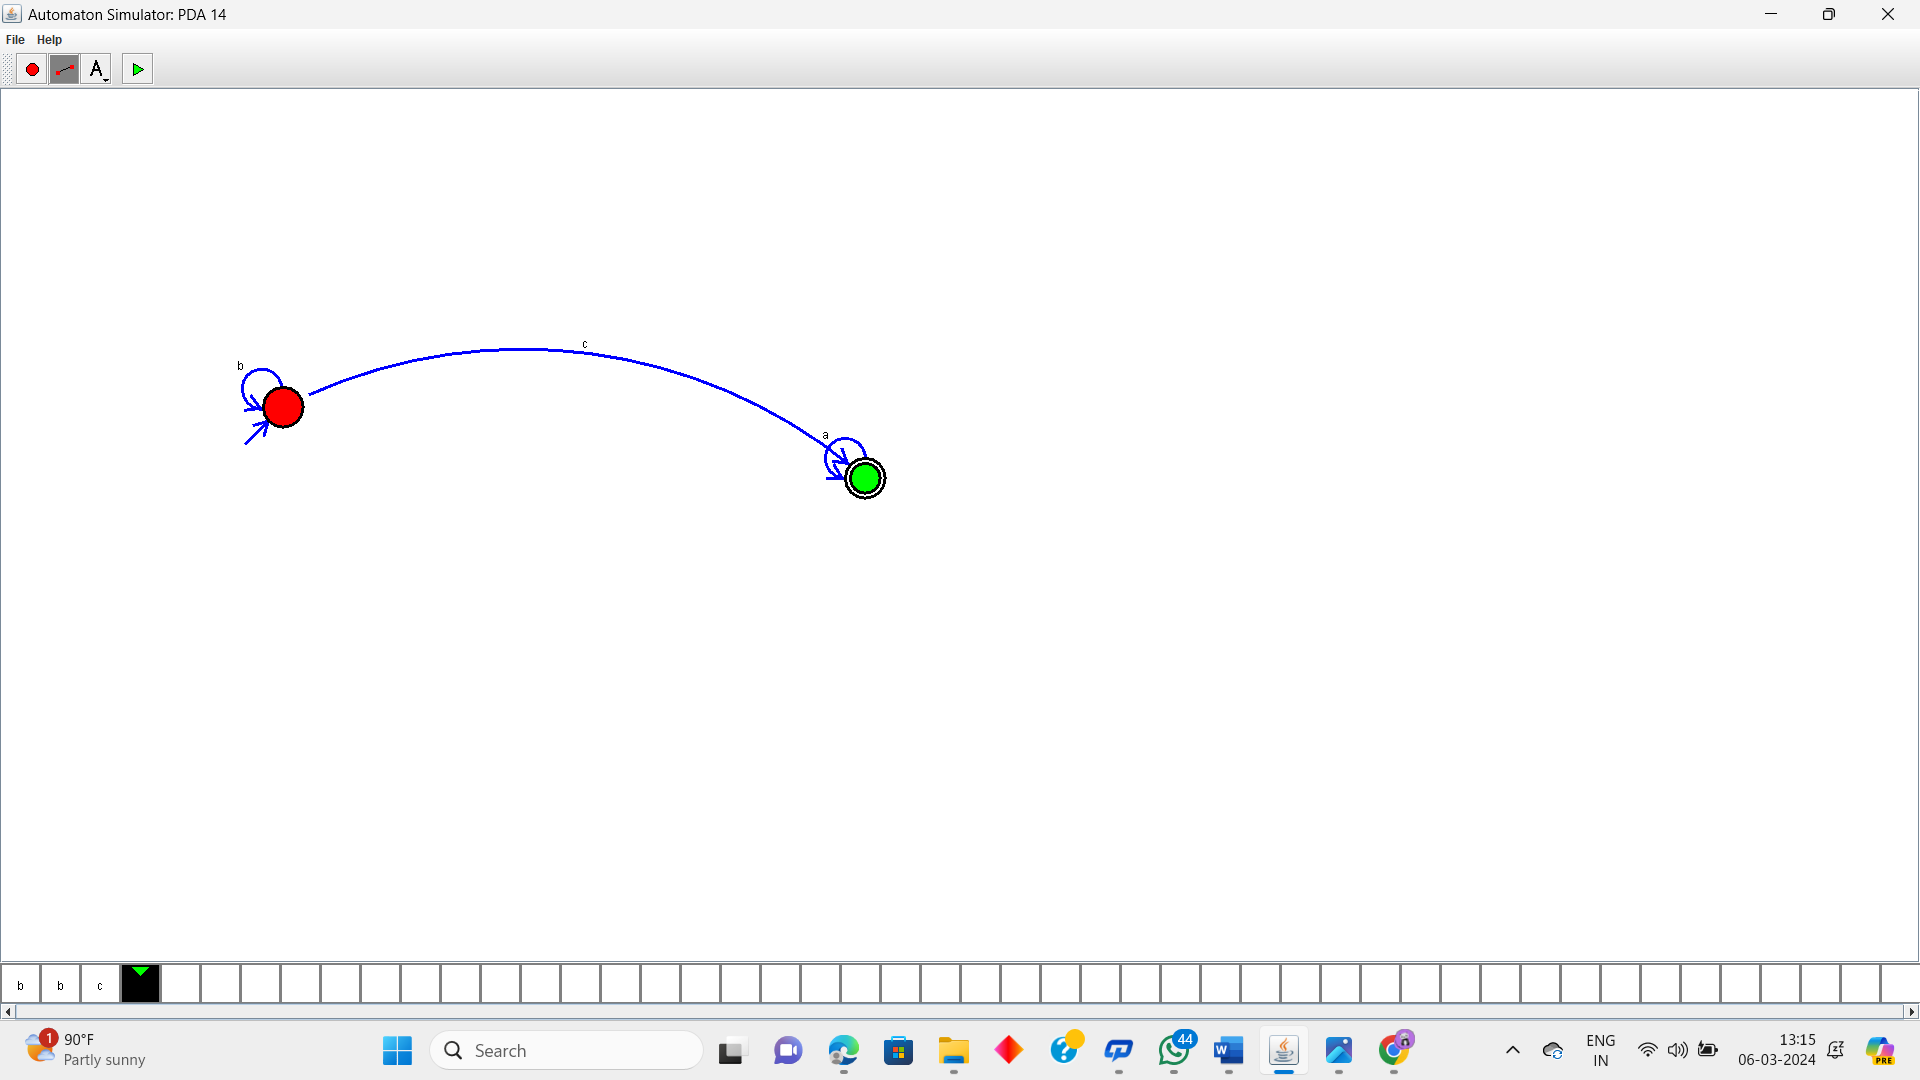 Automaton Simulator: PDA 14
File Help
A
c
b
a
b b c
1
90°F
Partly sunny
Search
44
W
ENG
IN
13:15
06-03-2024
PRE